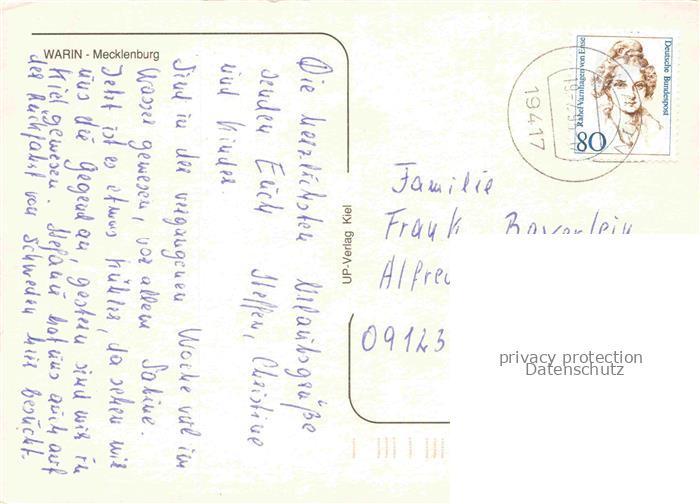 WARIN - Mecklenburg
Die herzlichsten Urlaubsgrüße
senden Euch Steffen, Christine
und Kinder.
Sind in der vergangenen Woche viel im
Wasser gewesen, vor allem Sabine.
Jetzt ist es etwas kühler, da sehen wir
uns die Gegend an, gestern sind wir in
Kiel gewesen. Stefanie hat uns auch auf
der Rückfahrt von Schweden hier besucht.
UP-Verlag Kiel
Deutsche Bundespost
Rahel Varnhagen von Ense
80
19417
Familie
Frank Bayerlein
Alfred
09123
privacy protection
Datenschutz